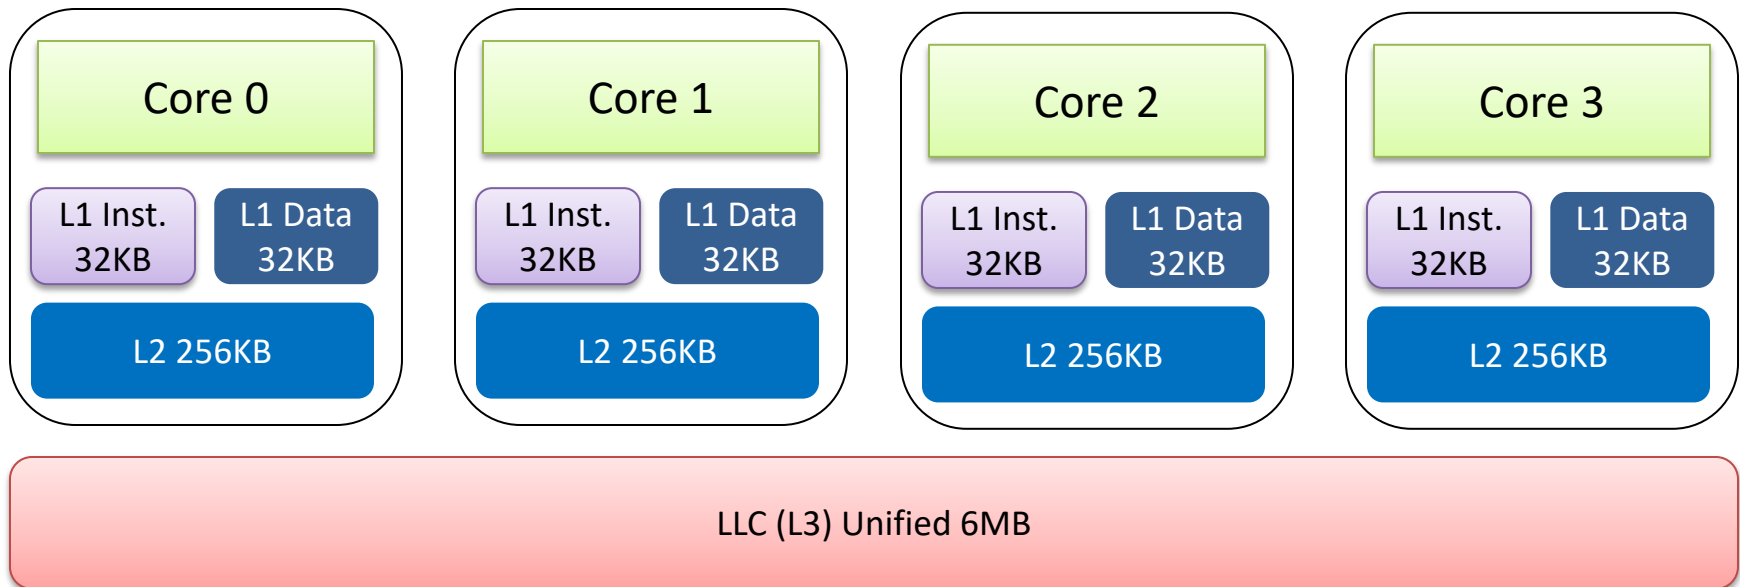 Core 0
L1 Inst.
32KB
L1 Data
32KB
L2 256KB
Core 1
L1 Inst.
32KB
L1 Data
32KB
L2 256KB
Core 2
L1 Inst.
32KB
L1 Data
32KB
L2 256KB
Core 3
L1 Inst.
32KB
L1 Data
32KB
L2 256KB
LLC (L3) Unified 6MB